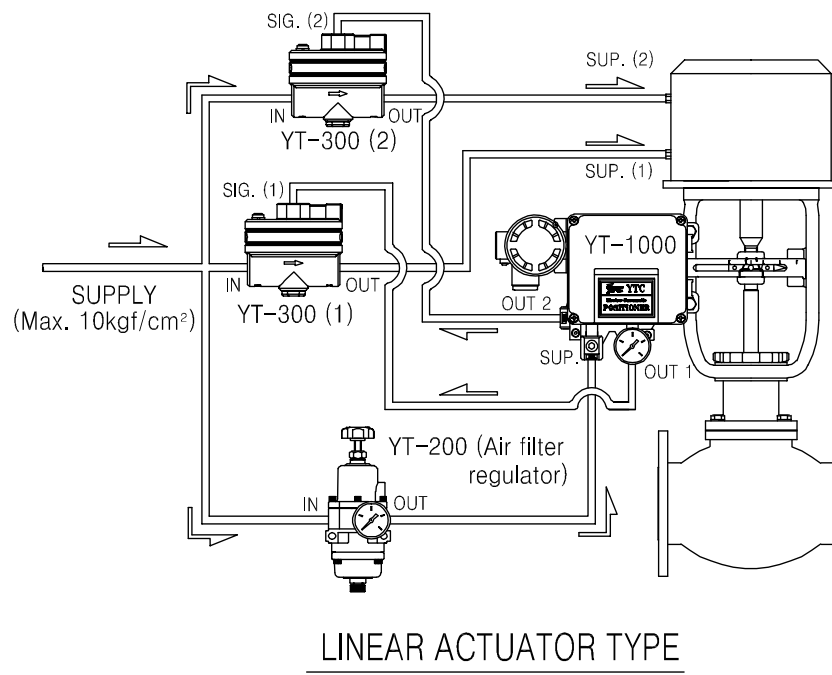 SIG. (2)
SUP. (2)
IN
OUT
YT-300 (2)
SUP. (1)
SIG. (1)
YT-1000
IN
OUT
SUPPLY
(Max. 10kgf/cm²)
YT-300 (1)
OUT 2
YTC
POSITIONER
SUP.
OUT 1
YT-200 (Air filter
regulator)
IN
OUT
LINEAR ACTUATOR TYPE